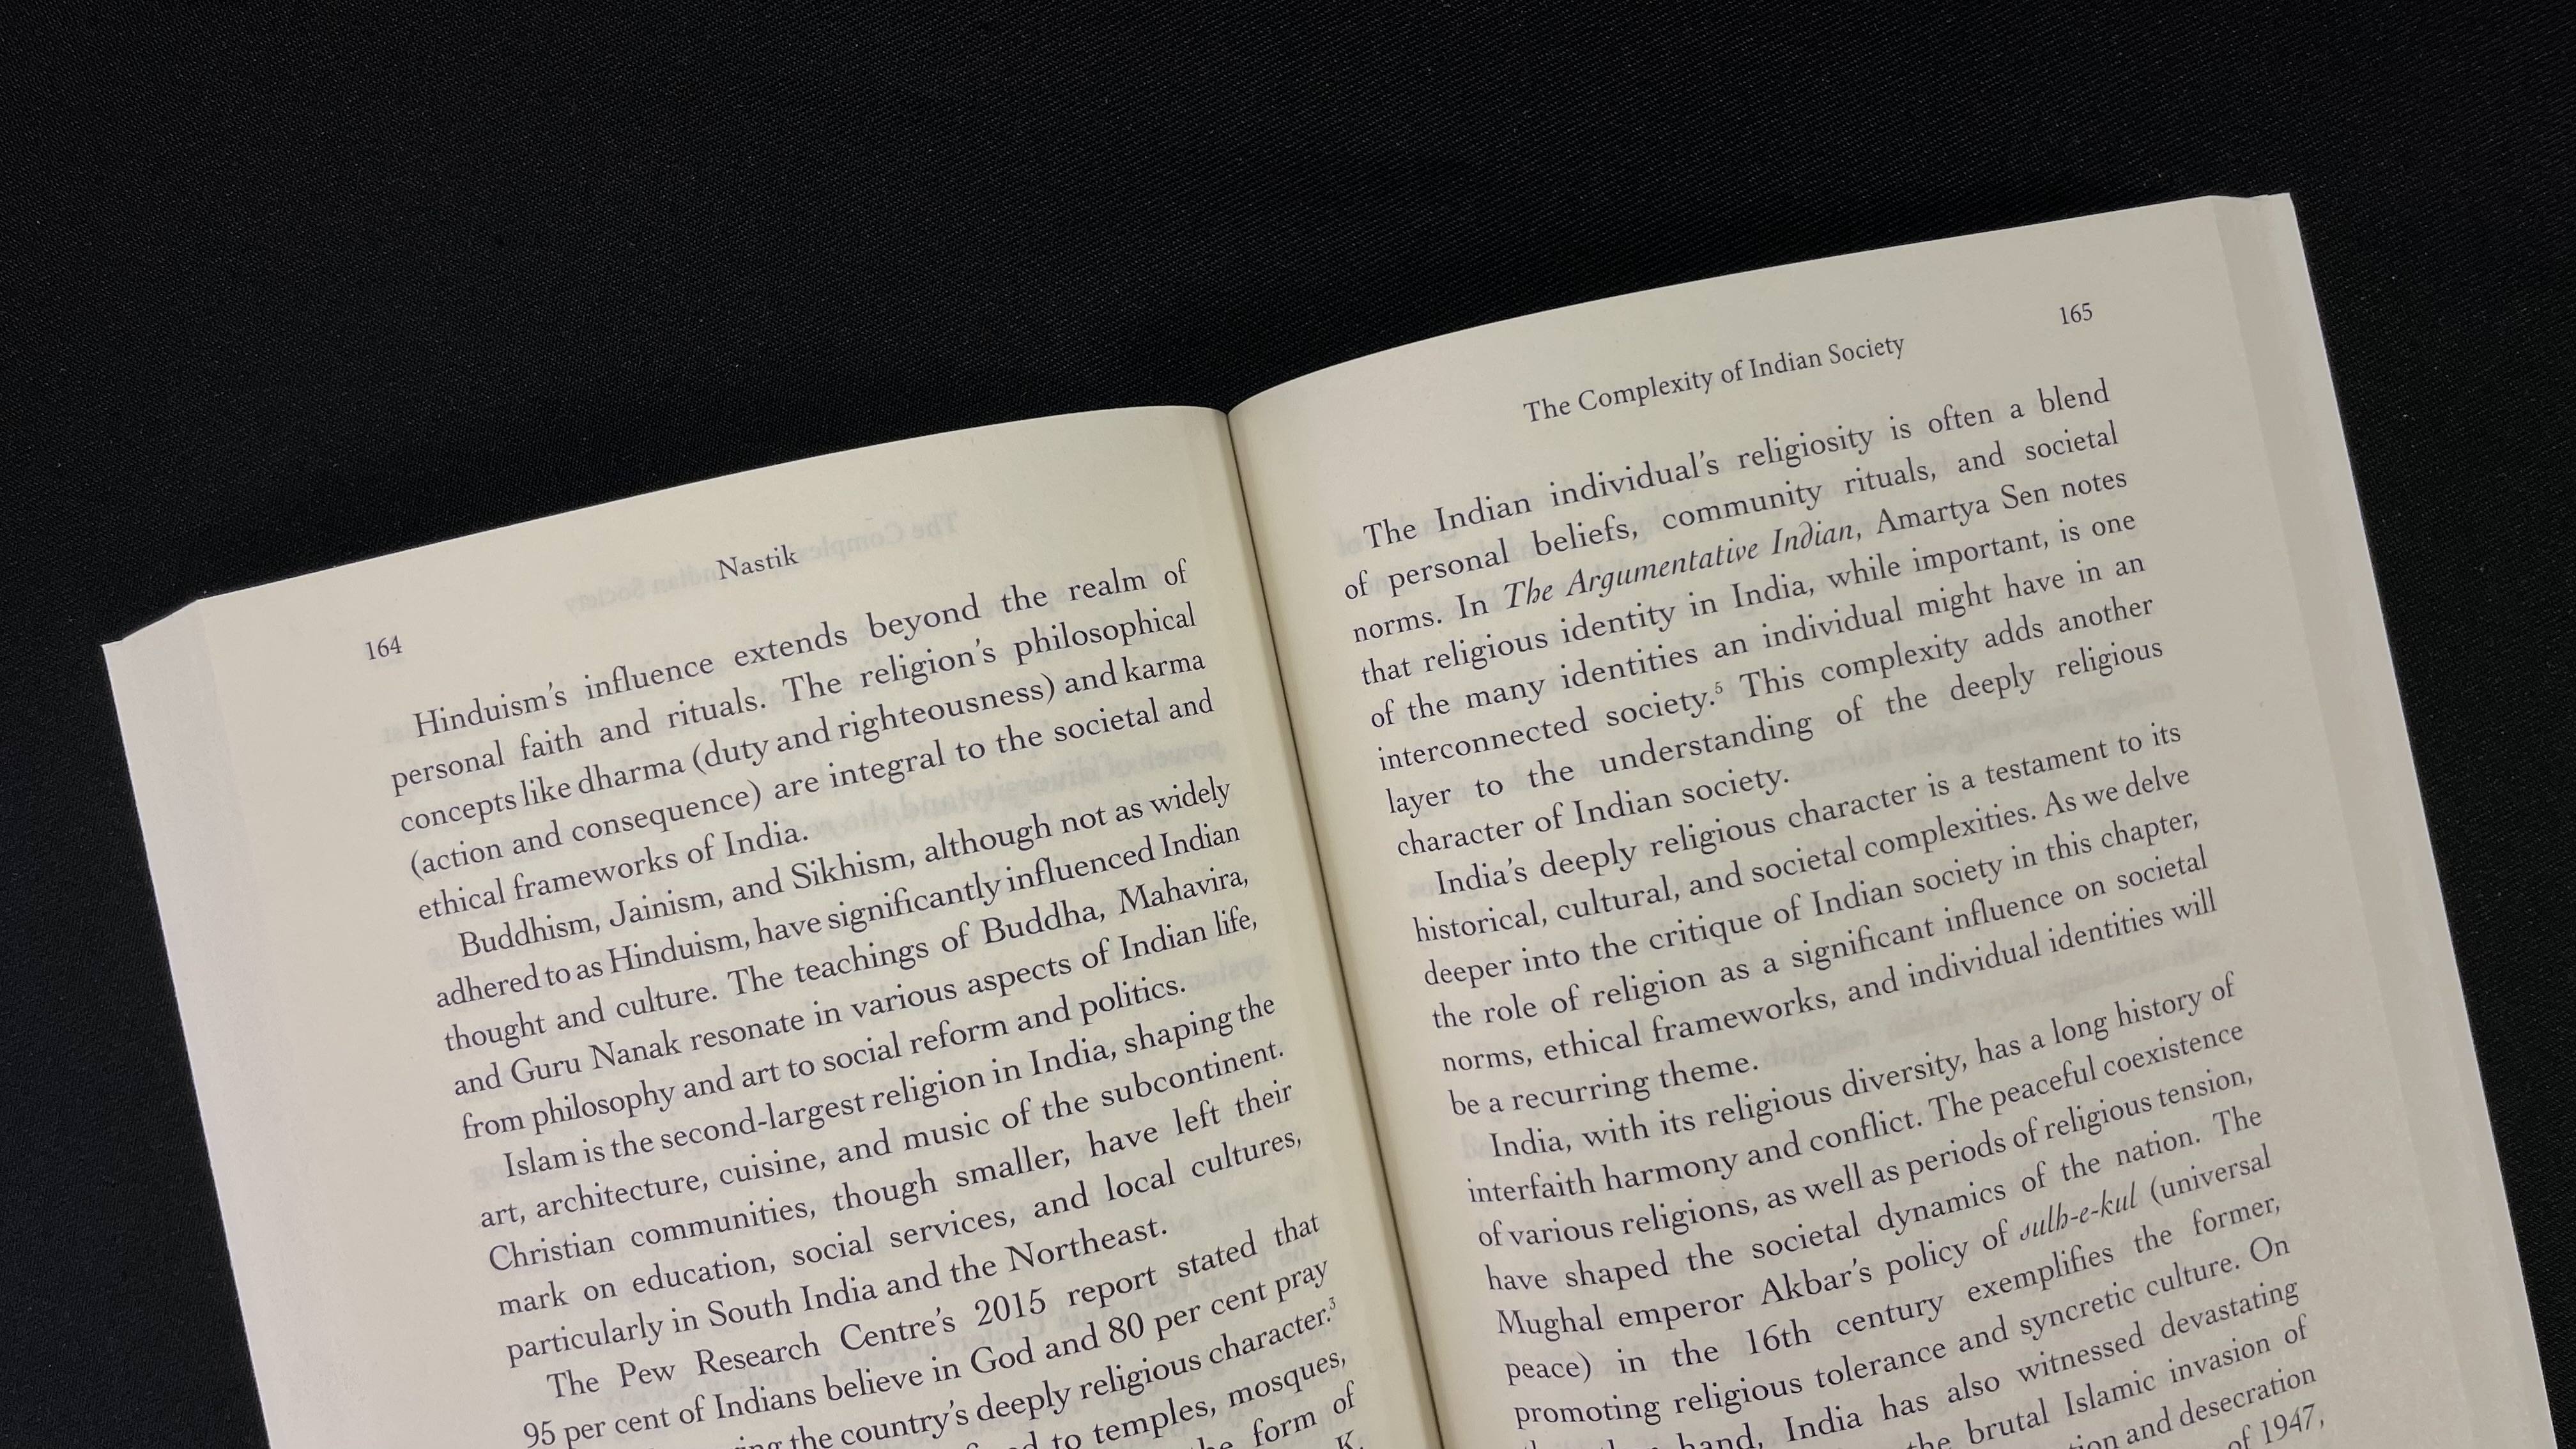 164
Nastik
Hinduism's influence extends beyond the realm of
personal faith and rituals. The religion's philosophical
concepts like dharma (duty and righteousness) and karma
(action and consequence) are integral to the societal and
ethical frameworks of India.
Buddhism, Jainism, and Sikhism, although not as widely
adhered to as Hinduism, have significantly influenced Indian
thought and culture. The teachings of Buddha, Mahavira,
and Guru Nanak resonate in various aspects of Indian life,
from philosophy and art to social reform and politics.
Islam is the second-largest religion in India, shaping the
art, architecture, cuisine, and music of the subcontinent.
Christian communities, though smaller, have left their
mark on education, social services, and local cultures,
particularly in South India and the Northeast.
The Pew Research Centre's 2015 report stated that
95 per cent of Indians believe in God and 80 per cent pray
the country's deeply religious character.³
to temples, mosques,
form of
K.
165
The Complexity of Indian Society
The Indian individual's religiosity is often a blend
of personal beliefs, community rituals, and societal
norms. In The Argumentative Indian, Amartya Sen notes
that religious identity in India, while important, is one
of the many identities an individual might have in an
interconnected society.⁵ This complexity adds another
layer to the understanding of the deeply religious
character of Indian society.
India's deeply religious character is a testament to its
historical, cultural, and societal complexities. As we delve
deeper into the critique of Indian society in this chapter,
the role of religion as a significant influence on societal
norms, ethical frameworks, and individual identities will
be a recurring theme.
India, with its religious diversity, has a long history of
interfaith harmony and conflict. The peaceful coexistence
of various religions, as well as periods of religious tension,
have shaped the societal dynamics of the nation. The
Mughal emperor Akbar's policy of sulh-e-kul (universal
peace) in the 16th century exemplifies the former,
promoting religious tolerance and syncretic culture. On
hand, India has also witnessed devastating
the brutal Islamic invasion of
and desecration
of 1947,